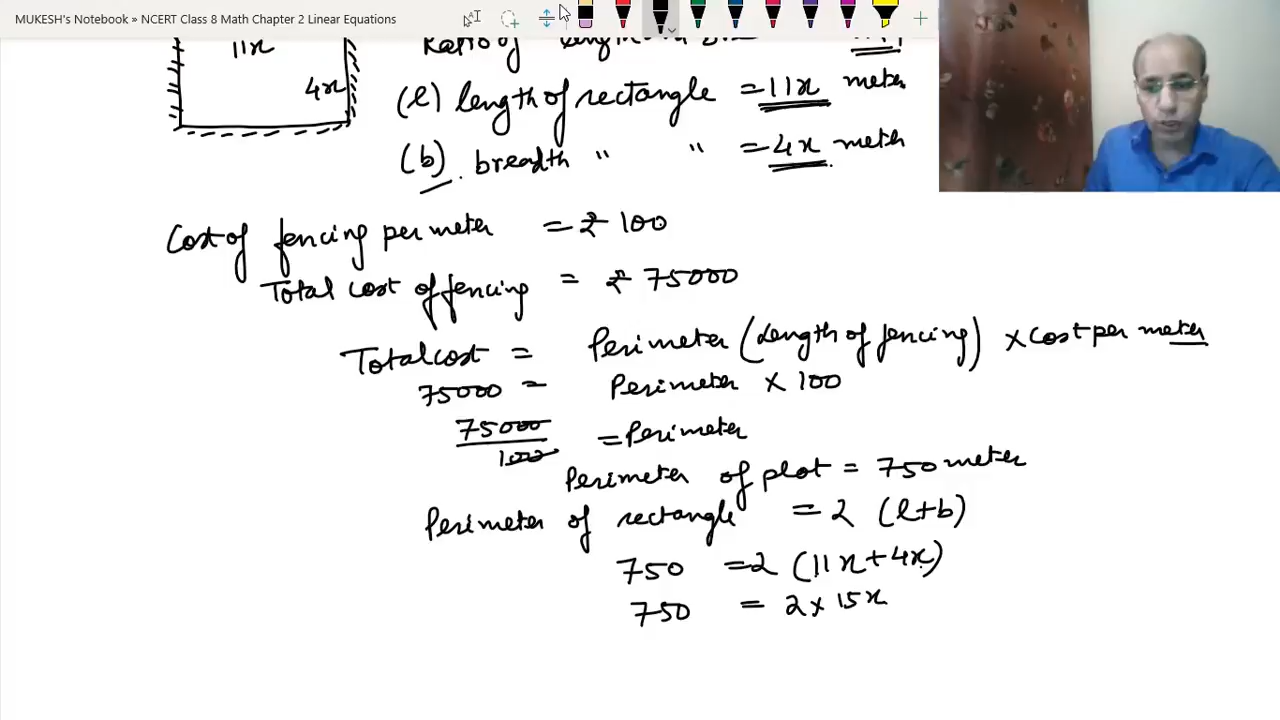 MUKESH's Notebook » NCERT Class 8 Math Chapter 2 Linear Equations
11x
4x
Ratio of length
(l) length of rectangle = 11x meter
(b) breadth " " = 4x meter
Cost of fencing per meter = ₹ 100
Total cost of fencing = ₹ 75000
Total cost = Perimeter (Length of fencing) × Cost per meter
75000 = Perimeter × 100
75000
100
= Perimeter
Perimeter of plot = 750 meter
Perimeter of rectangle = 2 (l+b)
750 = 2 (11x + 4x)
750 = 2 × 15x